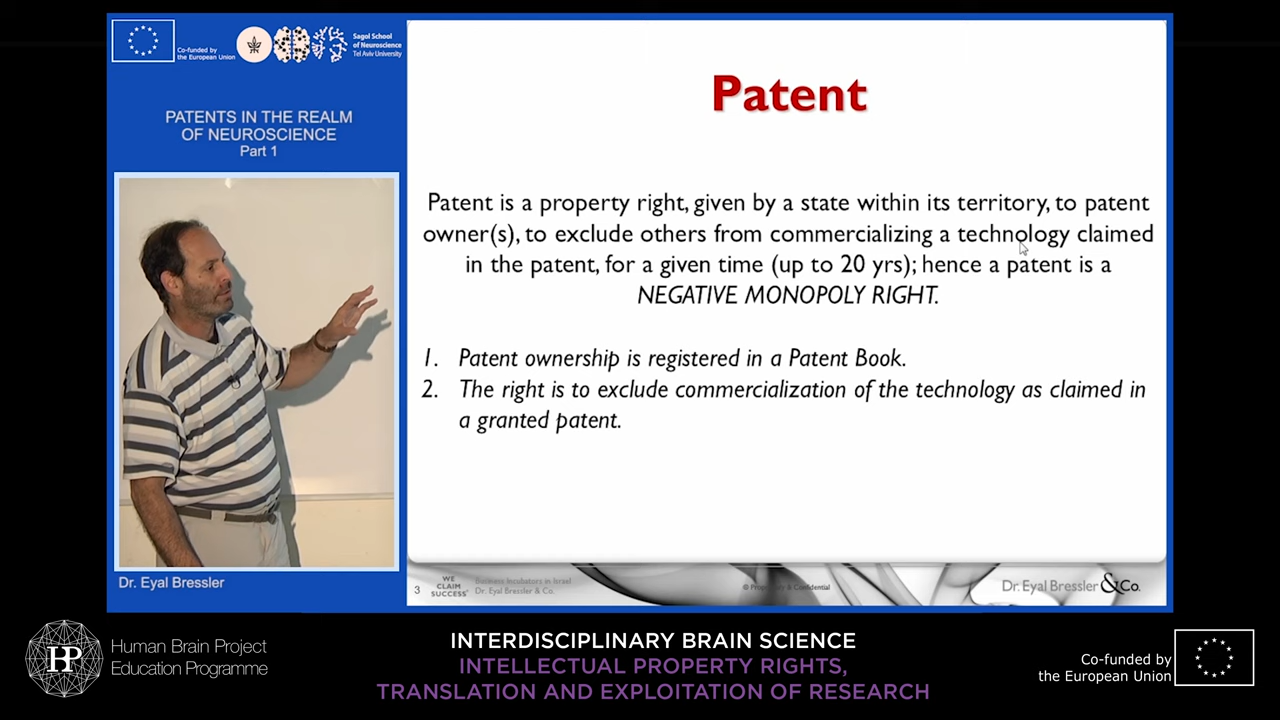 Co-funded by
the European Union
Sagol School
of Neuroscience
Tel Aviv University
PATENTS IN THE REALM
OF NEUROSCIENCE
Part 1
Dr. Eyal Bressler
Patent
Patent is a property right, given by a state within its territory, to patent
owner(s), to exclude others from commercializing a technology claimed
in the patent, for a given time (up to 20 yrs); hence a patent is a
NEGATIVE MONOPOLY RIGHT.
1. Patent ownership is registered in a Patent Book.
2. The right is to exclude commercialization of the technology as claimed in
a granted patent.
3
WE
CLAIM
SUCCESS
Business Incubators in Israel
Dr. Eyal Bressler & Co.
© Proprietary & Confidential
Dr. Eyal Bressler & Co.
HBP
Human Brain Project
Education Programme
INTERDISCIPLINARY BRAIN SCIENCE
INTELLECTUAL PROPERTY RIGHTS,
TRANSLATION AND EXPLOITATION OF RESEARCH
Co-funded by
the European Union